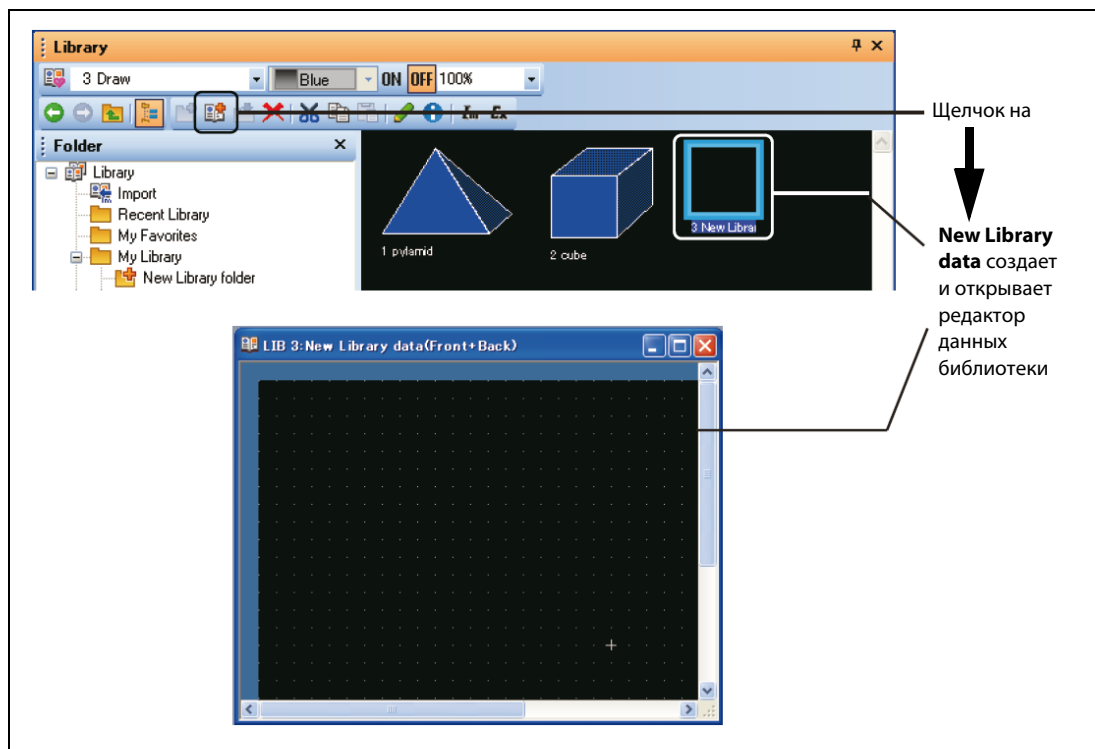 Library
3 Draw
Blue
ON
OFF
100%
Im
Ex
Щелчок на
Folder
Library
Import
Recent Library
My Favorites
My Library
New Library folder
1 pylamid
2 cube
3 New Librai
New Library
data создает
и открывает
редактор
данных
библиотеки
LIB 3:New Library data(Front+Back)